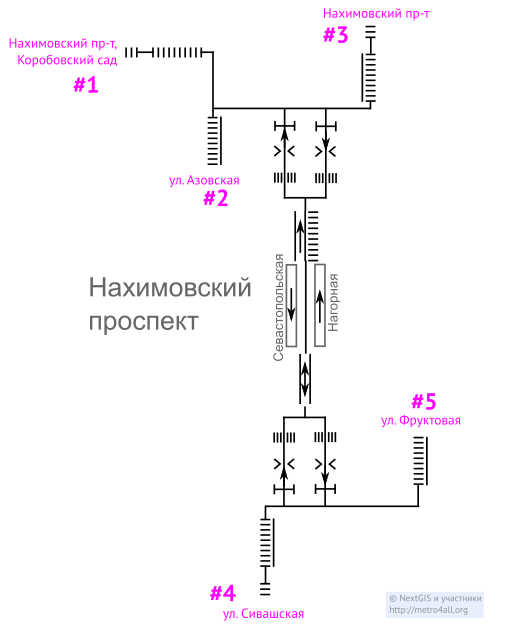 Нахимовский пр-т
#3
Нахимовский пр-т,
Коробовский сад
#1
ул. Азовская
#2
Нахимовский
проспект
Севастопольская
Нагорная
#5
ул. Фруктовая
#4
ул. Сивашская
© NextGIS и участники
http://metro4all.org